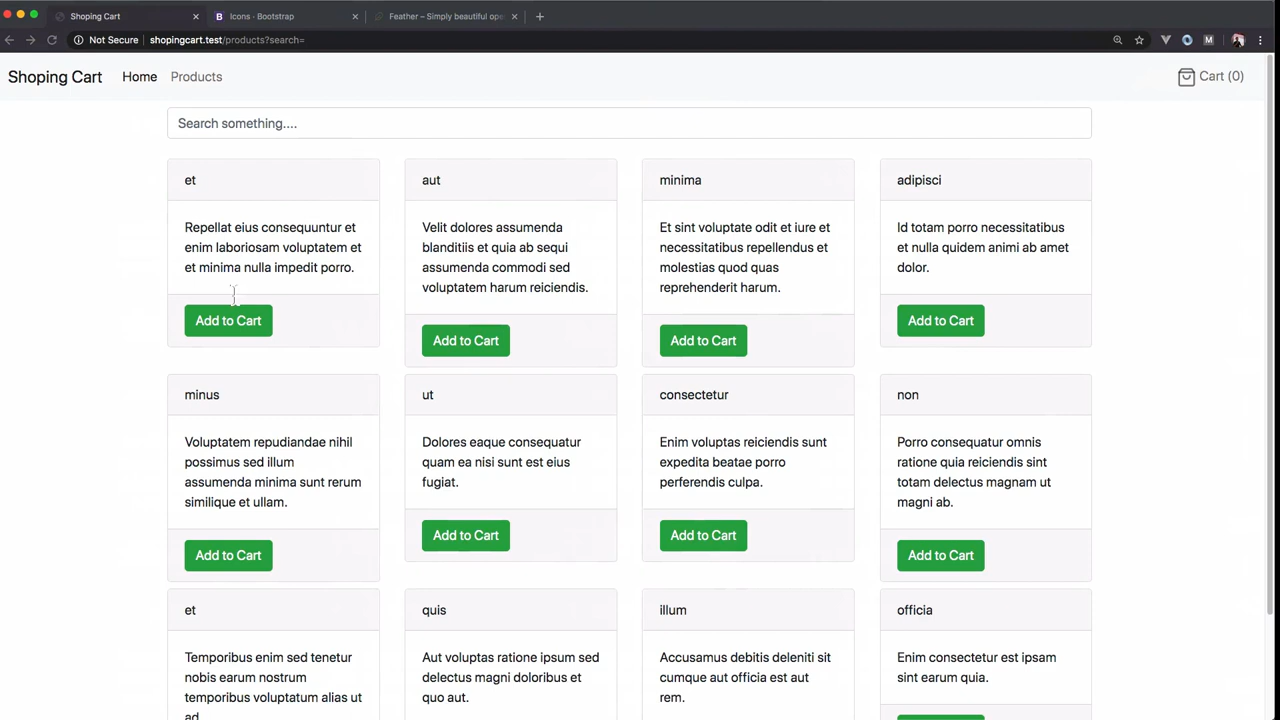 Shoping Cart
Icons · Bootstrap
Feather – Simply beautiful ope
Not Secure
shopingcart.test/products?search=
M
Shoping Cart
Home
Products
Cart (0)
Search something....
et
aut
minima
adipisci
Repellat eius consequuntur et
enim laboriosam voluptatem et
et minima nulla impedit porro.
Velit dolores assumenda
blanditiis et quia ab sequi
assumenda commodi sed
voluptatem harum reiciendis.
Et sint voluptate odit et iure et
necessitatibus repellendus et
molestias quod quas
reprehenderit harum.
Id totam porro necessitatibus
et nulla quidem animi ab amet
dolor.
Add to Cart
Add to Cart
Add to Cart
Add to Cart
minus
ut
consectetur
non
Voluptatem repudiandae nihil
possimus sed illum
assumenda minima sunt rerum
similique et ullam.
Dolores eaque consequatur
quam ea nisi sunt est eius
fugiat.
Enim voluptas reiciendis sunt
expedita beatae porro
perferendis culpa.
Porro consequatur omnis
ratione quia reiciendis sint
totam delectus magnam ut
magni ab.
Add to Cart
Add to Cart
Add to Cart
Add to Cart
et
quis
illum
officia
Temporibus enim sed tenetur
nobis earum nostrum
temporibus voluptatum alias ut
ad
Aut voluptas ratione ipsum sed
delectus magni doloribus et
quo aut.
Accusamus debitis deleniti sit
cumque aut officia est aut
rem.
Enim consectetur est ipsam
sint earum quia.